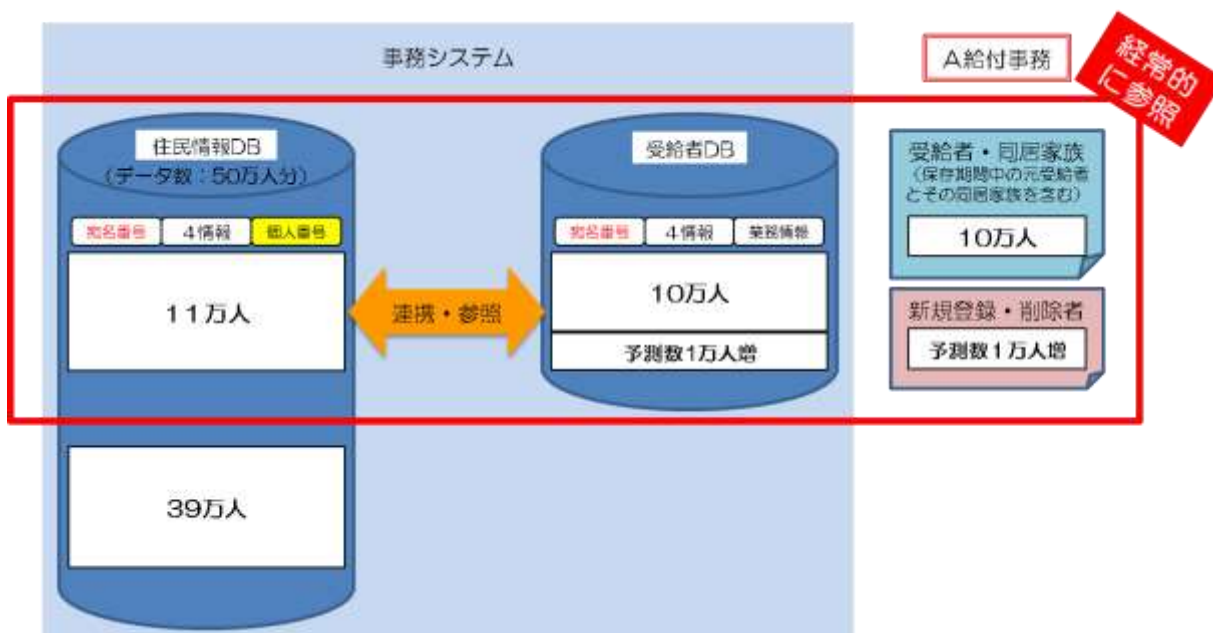 事務システム
A給付事務
経常的
に参照
住民情報DB
(データ数:50万人分)
宛名番号
4情報
個人番号
11万人
39万人
連携・参照
受給者DB
宛名番号
4情報
業務情報
10万人
予測数1万人増
受給者・同居家族
(保存期間中の元受給者
とその同居家族を含む)
10万人
新規登録・削除者
予測数1万人増